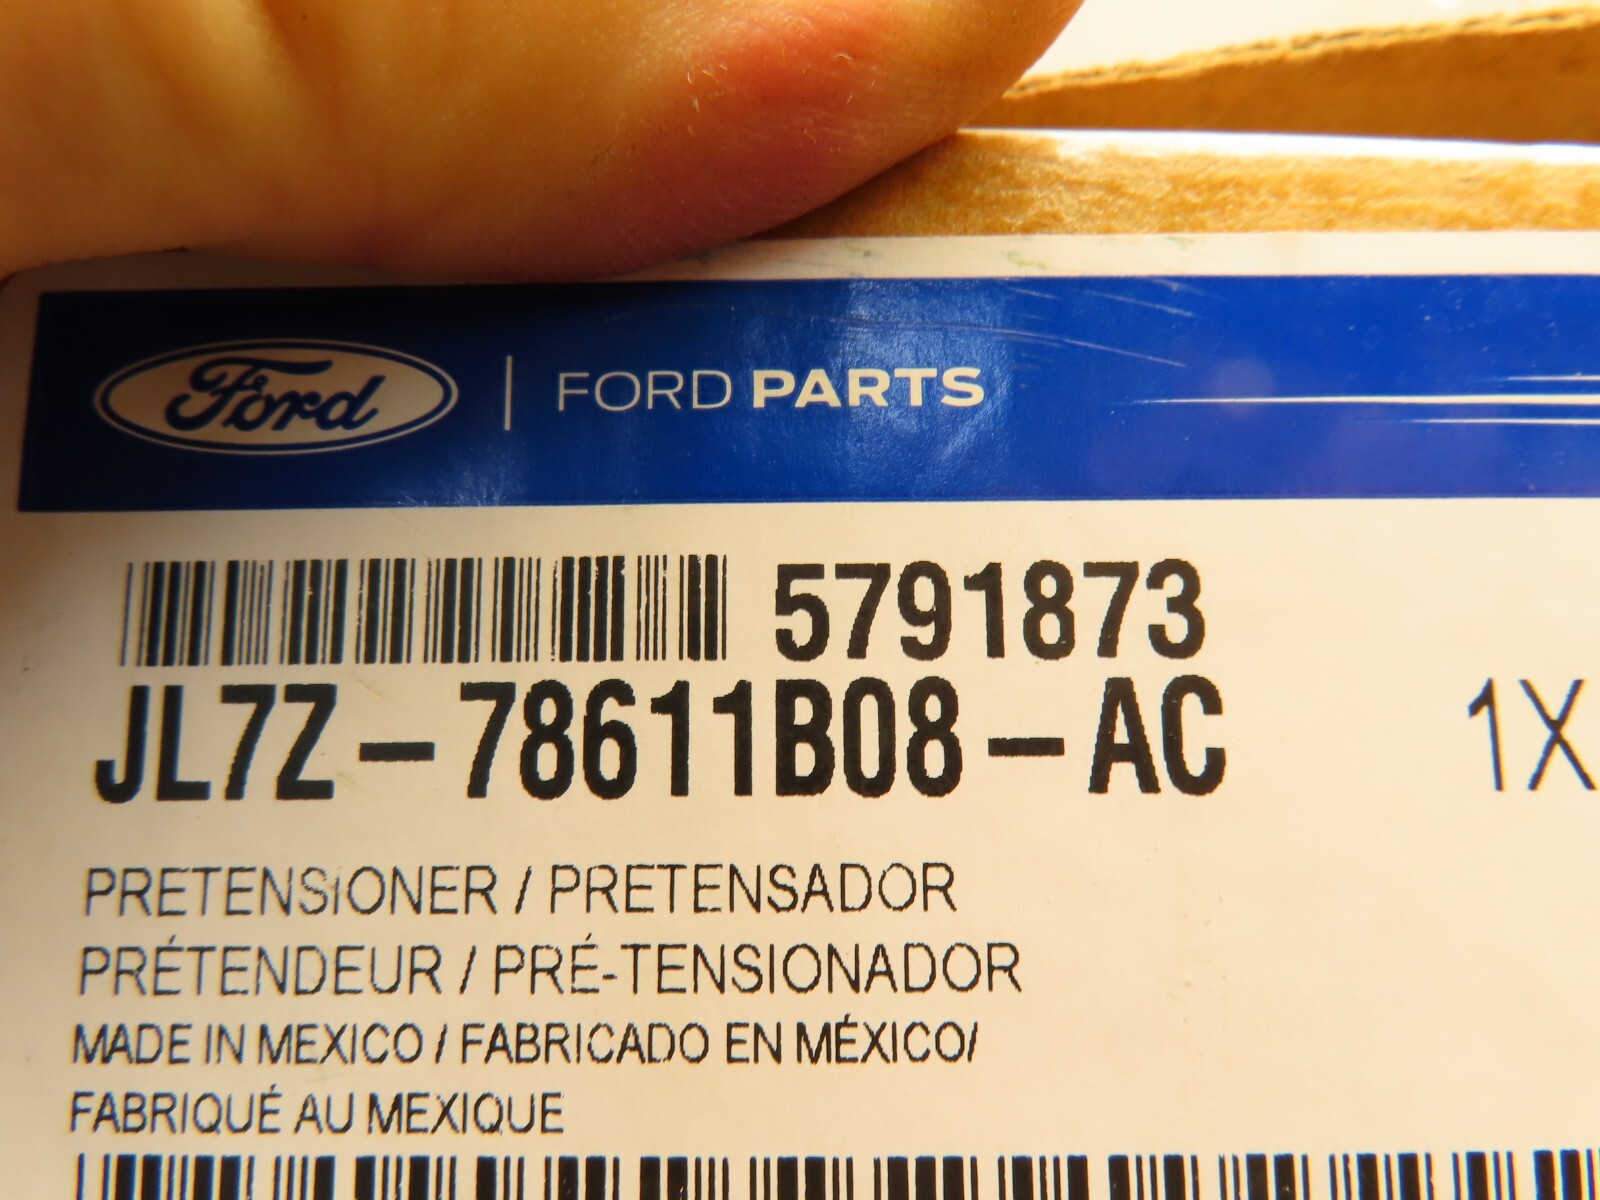 Ford | FORD PARTS
5791873
JL7Z-78611B08-AC 1X
PRETENSIONER / PRETENSADOR
PRÉTENDEUR / PRÉ-TENSIONADOR
MADE IN MEXICO / FABRICADO EN MÉXICO/
FABRIQUÉ AU MEXIQUE